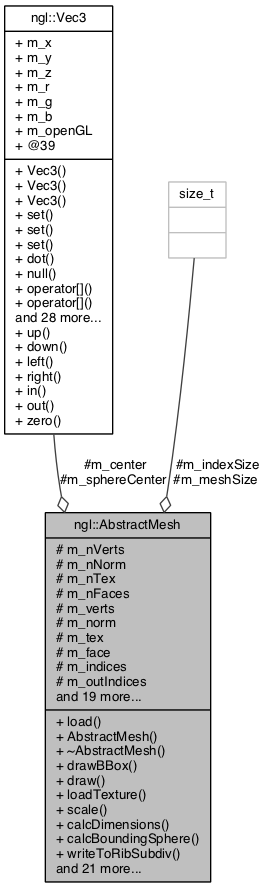 ngl::Vec3
+ m_x
+ m_y
+ m_z
+ m_r
+ m_g
+ m_b
+ m_openGL
+ @39
+ Vec3()
+ Vec3()
+ Vec3()
+ set()
+ set()
+ set()
+ dot()
+ null()
+ operator[]()
+ operator[]()
and 28 more...
+ up()
+ down()
+ left()
+ right()
+ in()
+ out()
+ zero()
size_t
#m_center
#m_sphereCenter
#m_indexSize
#m_meshSize
ngl::AbstractMesh
# m_nVerts
# m_nNorm
# m_nTex
# m_nFaces
# m_verts
# m_norm
# m_tex
# m_face
# m_indices
# m_outIndices
and 19 more...
+ load()
+ AbstractMesh()
+ ~AbstractMesh()
+ drawBBox()
+ draw()
+ loadTexture()
+ scale()
+ calcDimensions()
+ calcBoundingSphere()
+ writeToRibSubdiv()
and 21 more...